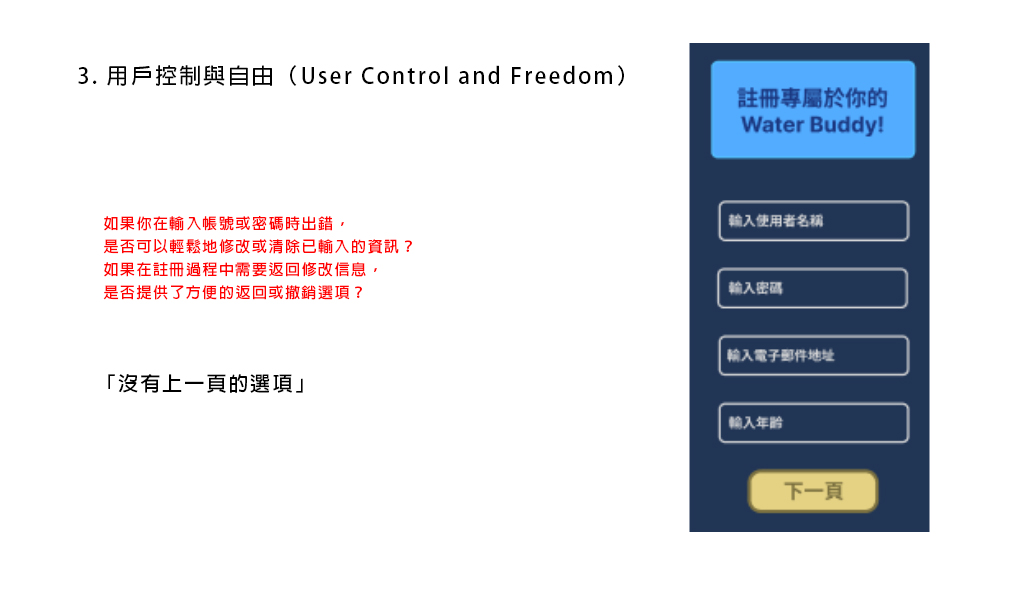 3. 用戶控制與自由（User Control and Freedom）
如果你在輸入帳號或密碼時出錯，
是否可以輕鬆地修改或清除已輸入的資訊？
如果在註冊過程中需要返回修改信息，
是否提供了方便的返回或撤銷選項？
「沒有上一頁的選項」
註冊專屬於你的
Water Buddy!
輸入使用者名稱
輸入密碼
輸入電子郵件地址
輸入年齡
下一頁